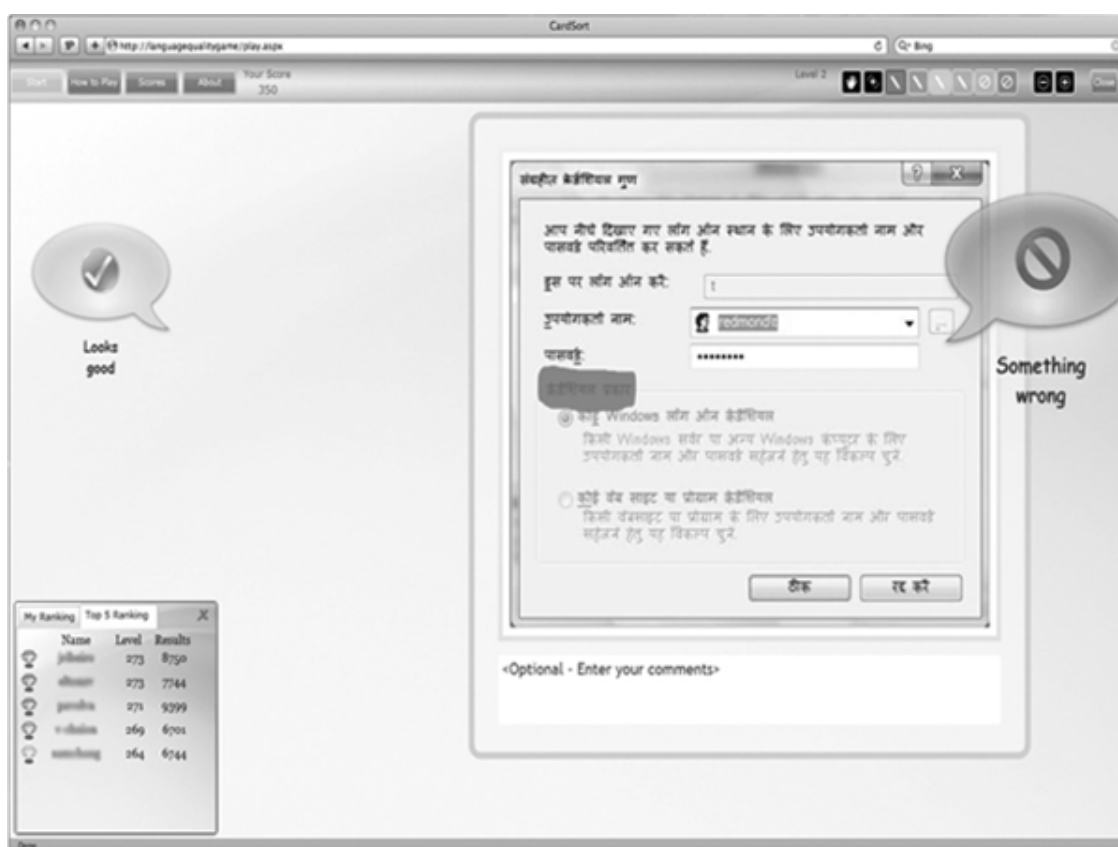 CardSort
http://languagequalitygame/play.aspx
Bing
Start How to Play Scores About Your Score Level 2 Close
350
संग्रहीत क्रेडेंशियल गुण
आप नीचे दिखाए गए लॉग ऑन स्थान के लिए उपयोगकर्ता नाम और
पासवर्ड परिवर्तित कर सकते हैं.
इस पर लॉग ऑन करें: t
उपयोगकर्ता नाम: redmond\
पासवर्ड: ••••••••
क्रेडेंशियल प्रकार
कोई Windows लॉग ऑन क्रेडेंशियल
किसी Windows सर्वर या अन्य Windows कंप्यूटर के लिए
उपयोगकर्ता नाम और पासवर्ड सहेजने हेतु यह विकल्प चुनें.
कोई वेब साइट या प्रोग्राम क्रेडेंशियल
किसी वेबसाइट या प्रोग्राम के लिए उपयोगकर्ता नाम और पासवर्ड
सहेजने हेतु यह विकल्प चुनें.
ठीक रद्द करें
Looks
good
Something
wrong
<Optional - Enter your comments>
My Ranking Top 5 Ranking X
Name Level Results
273 8750
273 7744
271 9399
269 6701
264 6744